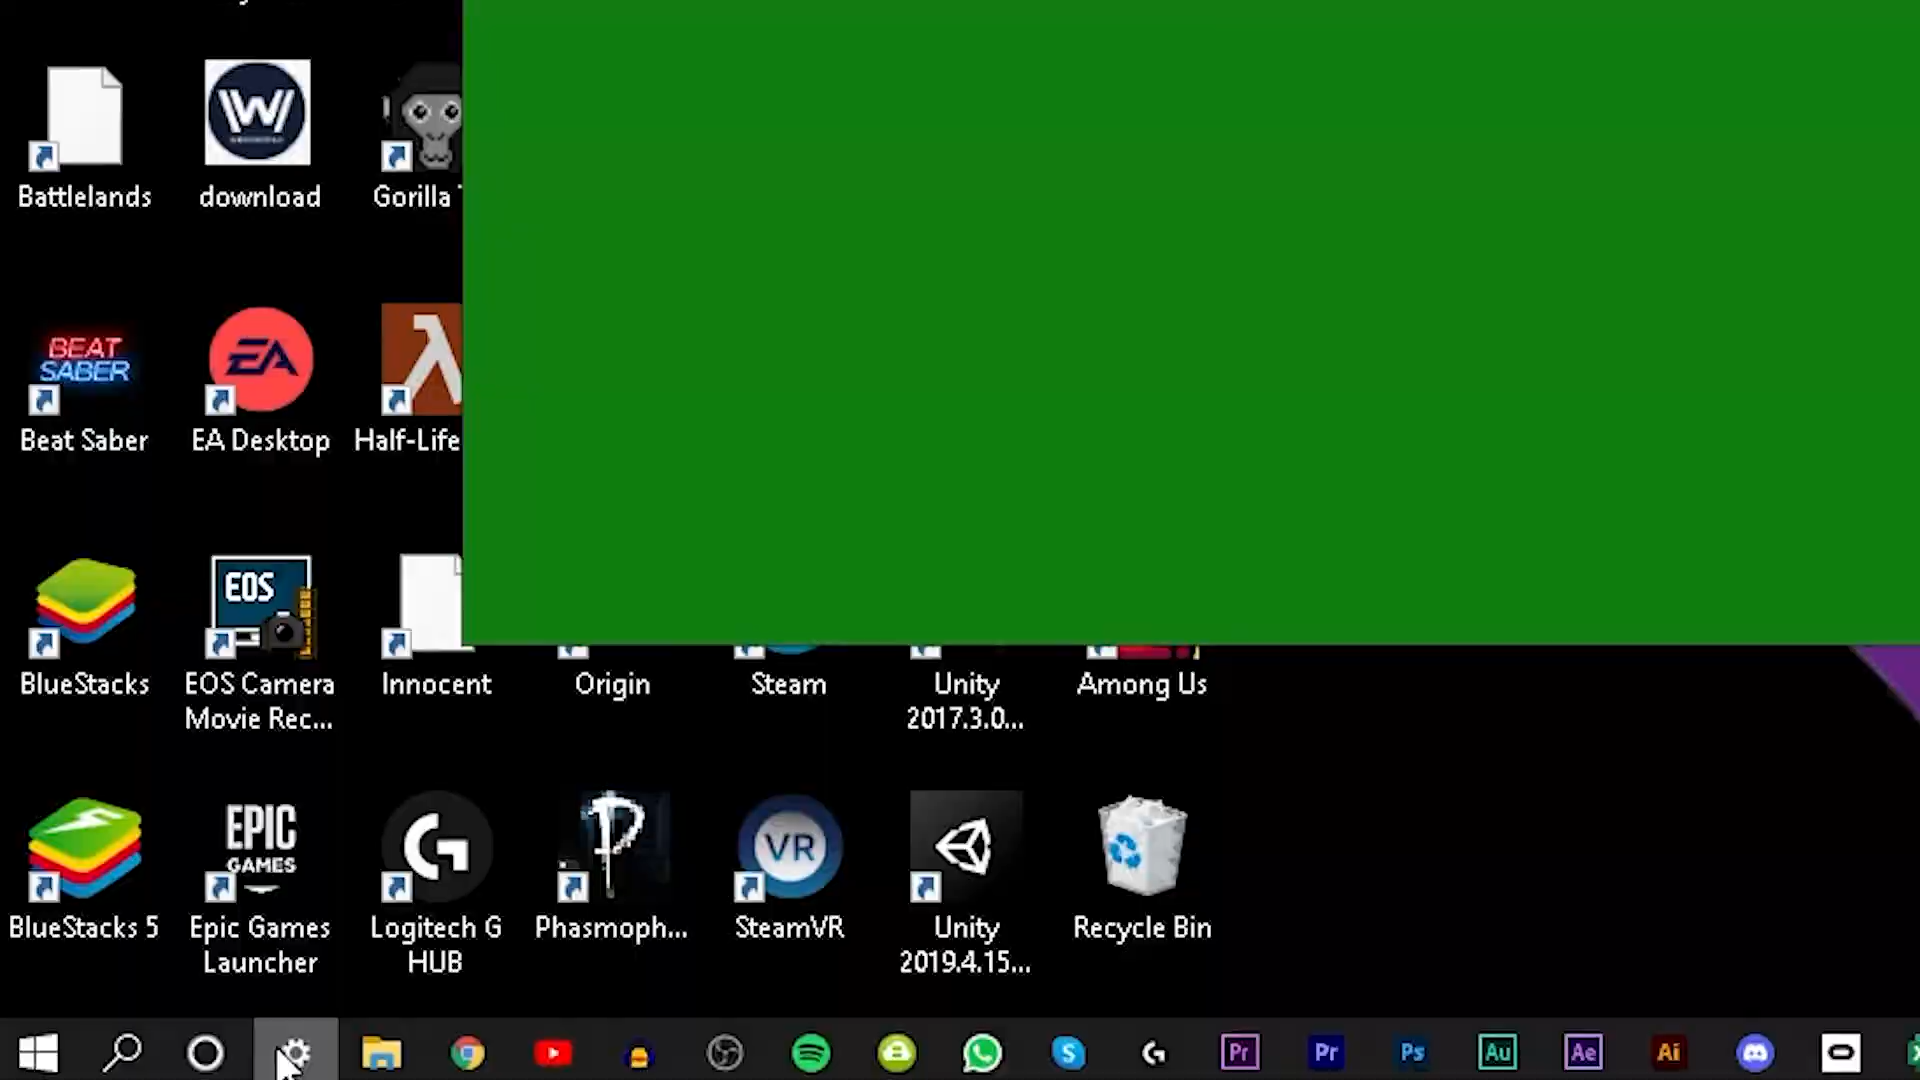 Battlelands
download
Gorilla
BEAT
SABER
EA
Beat Saber
EA Desktop
Half-Life
EOS
BlueStacks
EOS Camera
Movie Rec...
Innocent
Origin
Steam
Unity
2017.3.0...
Among Us
EPIC
GAMES
VR
BlueStacks 5
Epic Games
Launcher
Logitech G
HUB
Phasmoph...
SteamVR
Unity
2019.4.15...
Recycle Bin
Pr
Pr
Ps
Au
Ae
Ai